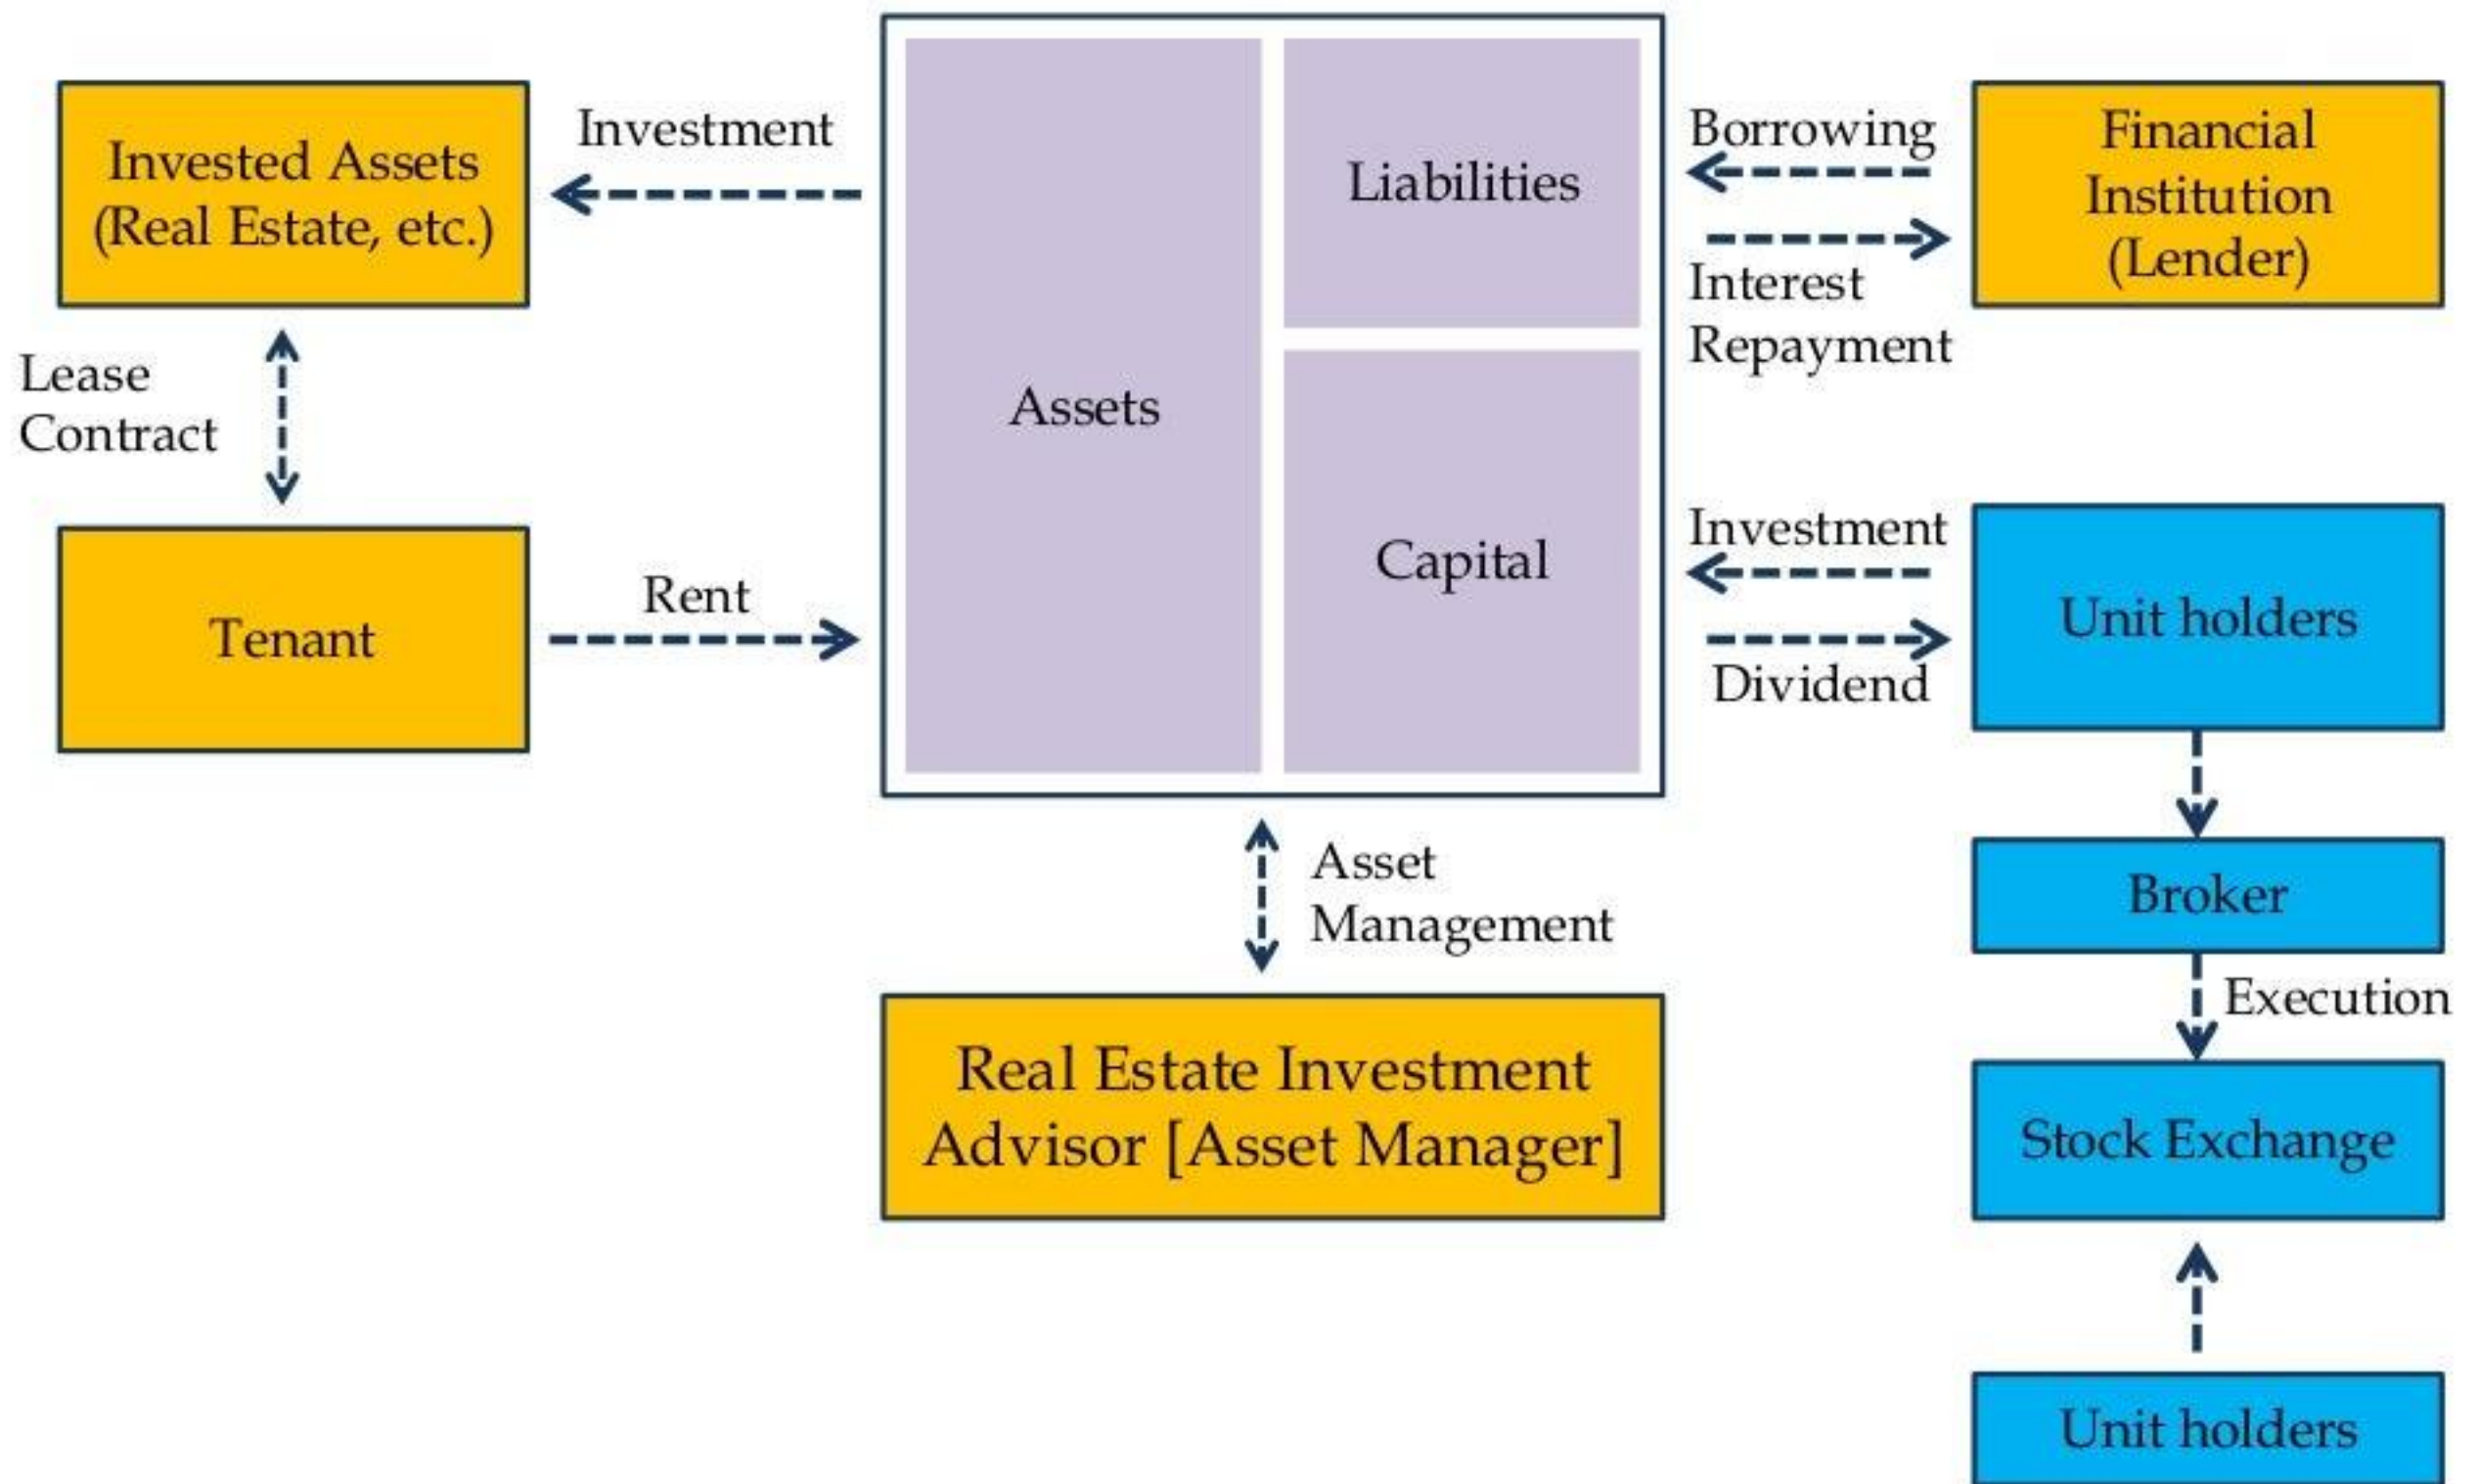 Invested Assets
(Real Estate, etc.)
Investment
Lease
Contract
Tenant
Rent
Assets
Liabilities
Capital
Borrowing
Interest
Repayment
Financial
Institution
(Lender)
Investment
Dividend
Unit holders
Broker
Execution
Stock Exchange
Unit holders
Asset
Management
Real Estate Investment
Advisor [Asset Manager]